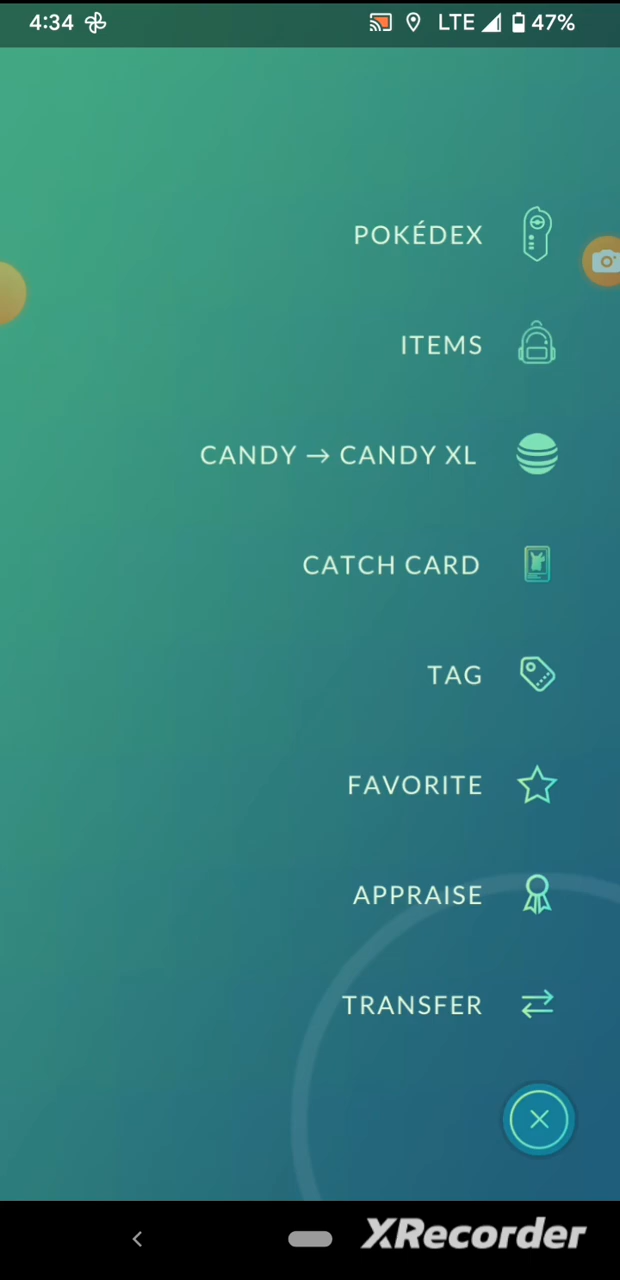 4:34 LTE 47%
POKÉDEX
ITEMS
CANDY → CANDY XL
CATCH CARD
TAG
FAVORITE
APPRAISE
TRANSFER
XRecorder